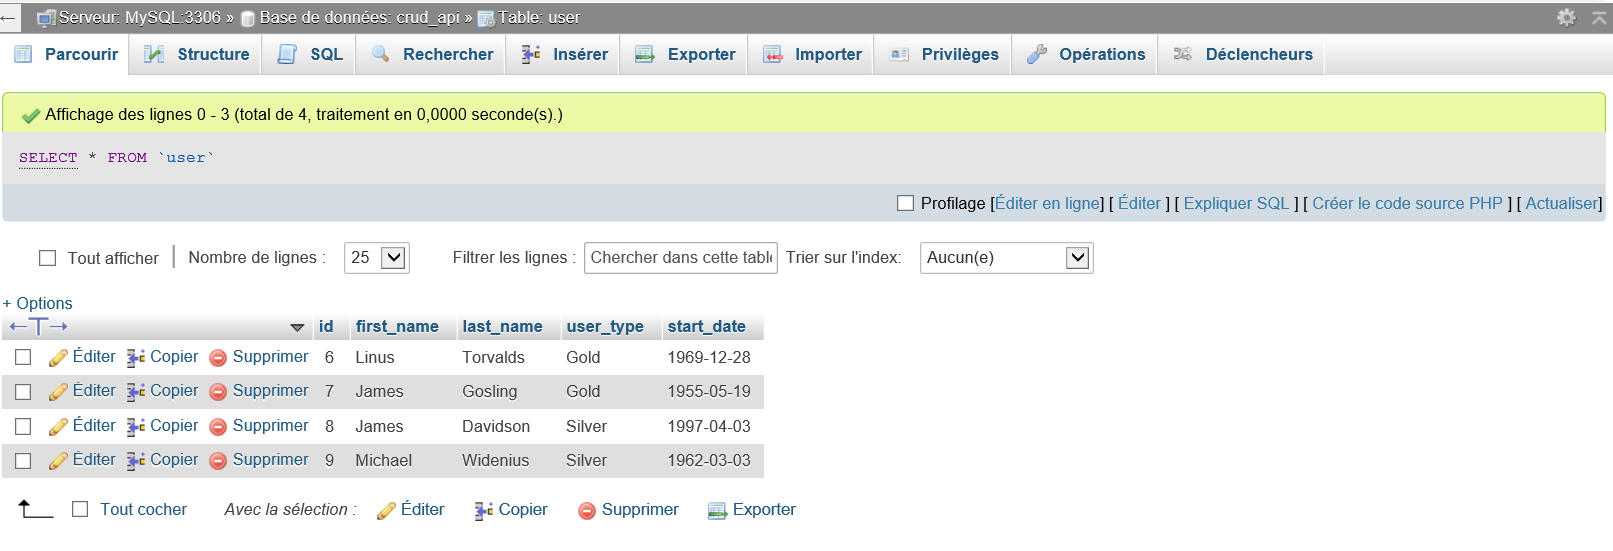 Serveur: MySQL:3306 » Base de données: crud_api » Table: user
Parcourir Structure SQL Rechercher Insérer Exporter Importer Privilèges Opérations Déclencheurs
Affichage des lignes 0 - 3 (total de 4, traitement en 0,0000 seconde(s).)
SELECT * FROM `user`
Profilage [Éditer en ligne] [ Éditer ] [ Expliquer SQL ] [ Créer le code source PHP ] [ Actualiser]
Tout afficher | Nombre de lignes : 25 Filtrer les lignes : Chercher dans cette table Trier sur l'index: Aucun(e)
+ Options
←T→ id first_name last_name user_type start_date
Éditer Copier Supprimer 6 Linus Torvalds Gold 1969-12-28
Éditer Copier Supprimer 7 James Gosling Gold 1955-05-19
Éditer Copier Supprimer 8 James Davidson Silver 1997-04-03
Éditer Copier Supprimer 9 Michael Widenius Silver 1962-03-03
Tout cocher Avec la sélection : Éditer Copier Supprimer Exporter